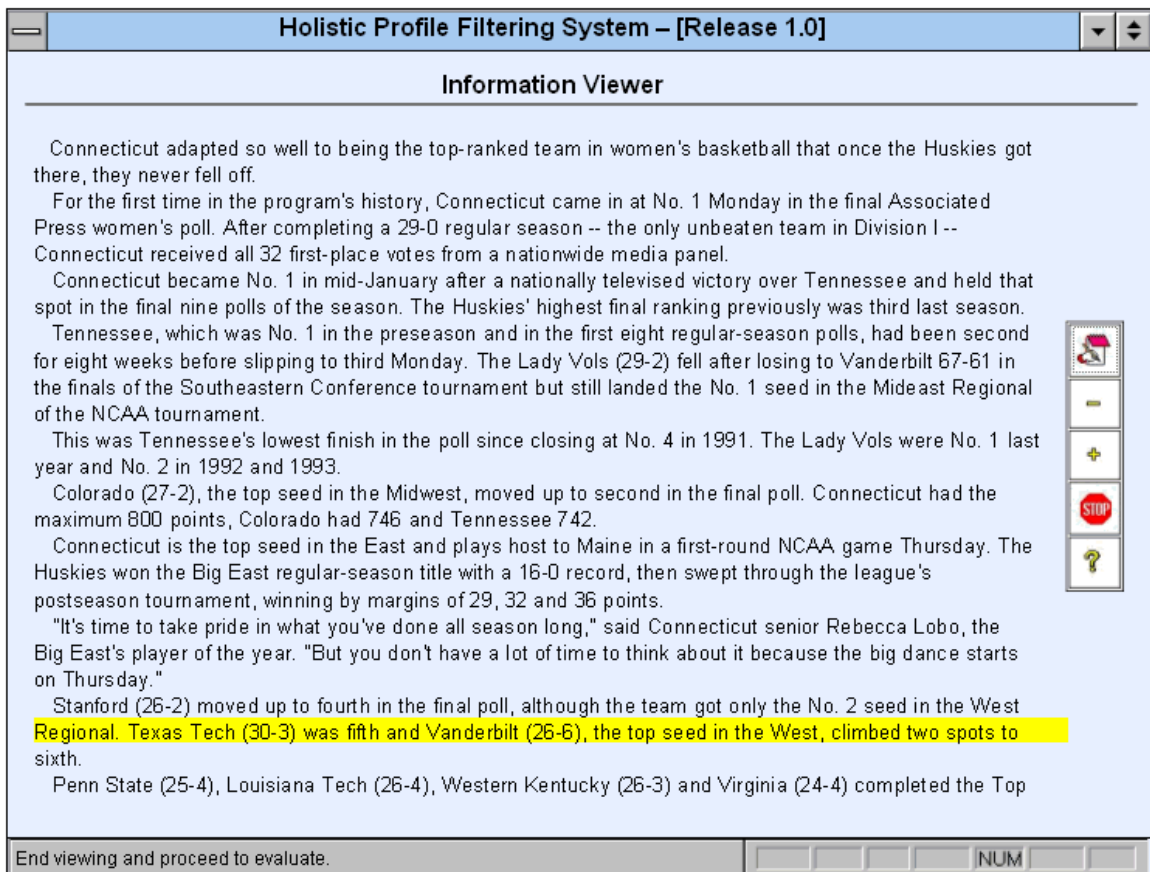 Holistic Profile Filtering System – [Release 1.0]
Information Viewer
Connecticut adapted so well to being the top-ranked team in women's basketball that once the Huskies got
there, they never fell off.
For the first time in the program's history, Connecticut came in at No. 1 Monday in the final Associated
Press women's poll. After completing a 29-0 regular season -- the only unbeaten team in Division I --
Connecticut received all 32 first-place votes from a nationwide media panel.
Connecticut became No. 1 in mid-January after a nationally televised victory over Tennessee and held that
spot in the final nine polls of the season. The Huskies' highest final ranking previously was third last season.
Tennessee, which was No. 1 in the preseason and in the first eight regular-season polls, had been second
for eight weeks before slipping to third Monday. The Lady Vols (29-2) fell after losing to Vanderbilt 67-61 in
the finals of the Southeastern Conference tournament but still landed the No. 1 seed in the Mideast Regional
of the NCAA tournament.
This was Tennessee's lowest finish in the poll since closing at No. 4 in 1991. The Lady Vols were No. 1 last
year and No. 2 in 1992 and 1993.
Colorado (27-2), the top seed in the Midwest, moved up to second in the final poll. Connecticut had the
maximum 800 points, Colorado had 746 and Tennessee 742.
Connecticut is the top seed in the East and plays host to Maine in a first-round NCAA game Thursday. The
Huskies won the Big East regular-season title with a 16-0 record, then swept through the league's
postseason tournament, winning by margins of 29, 32 and 36 points.
"It's time to take pride in what you've done all season long," said Connecticut senior Rebecca Lobo, the
Big East's player of the year. "But you don't have a lot of time to think about it because the big dance starts
on Thursday."
Stanford (26-2) moved up to fourth in the final poll, although the team got only the No. 2 seed in the West
Regional. Texas Tech (30-3) was fifth and Vanderbilt (26-6), the top seed in the West, climbed two spots to
sixth.
Penn State (25-4), Louisiana Tech (26-4), Western Kentucky (26-3) and Virginia (24-4) completed the Top
STOP
End viewing and proceed to evaluate.
NUM